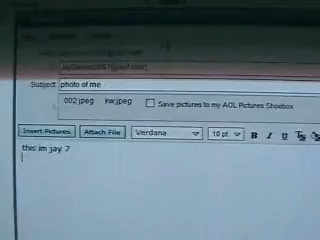 Subject: photo of me
002.jpeg kw.jpeg Save pictures to my AOL Pictures Shoebox
Insert Pictures Attach File Verdana 10 pt. B I U
this im jay 7